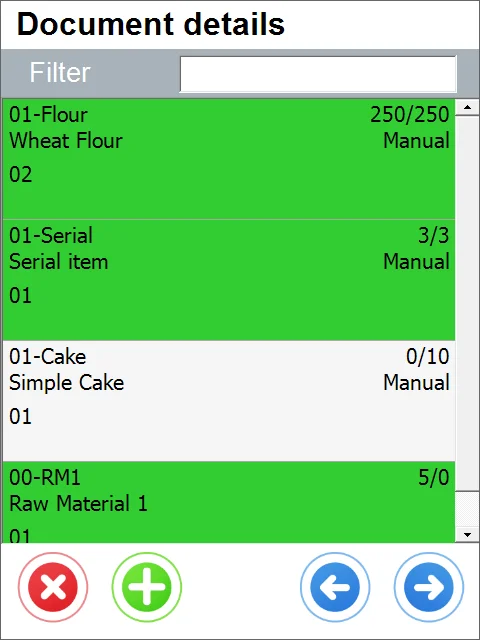 Document details
Filter
01-Flour 250/250
Wheat Flour Manual
02
01-Serial 3/3
Serial item Manual
01
01-Cake 0/10
Simple Cake Manual
01
00-RM1 5/0
Raw Material 1
01